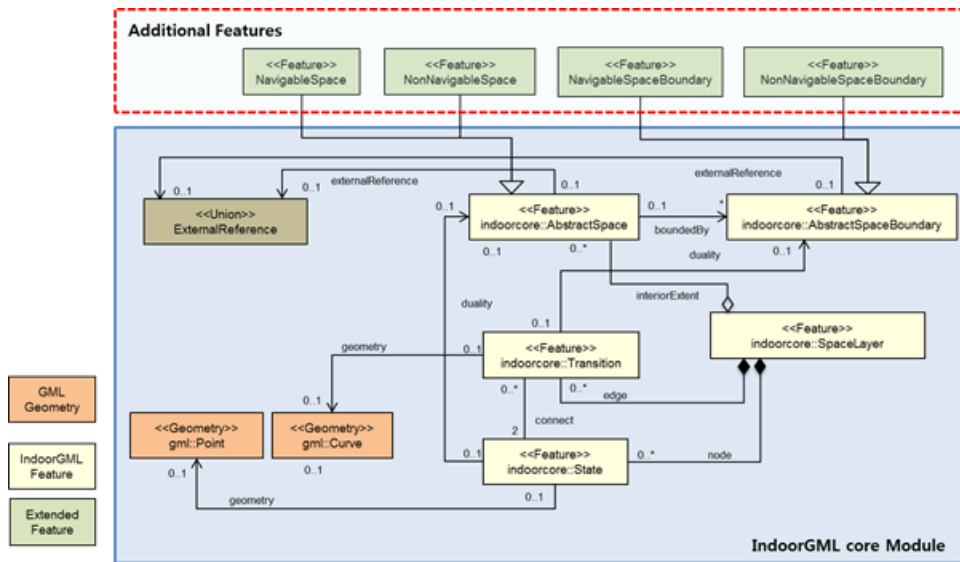 Additional Features
<<Feature>>
NavigableSpace
<<Feature>>
NonNavigableSpace
<<Feature>>
NavigableSpaceBoundary
<<Feature>>
NonNavigableSpaceBoundary
externalReference
externalReference
0..1
0..1
0..1
0..1
<<Union>>
ExternalReference
0..1
<<Feature>>
indoorcore::AbstractSpace
0..1
*
boundedBy
<<Feature>>
indoorcore::AbstractSpaceBoundary
0..1
0..*
duality
0..1
interiorExtent
duality
0..1
<<Feature>>
indoorcore::SpaceLayer
geometry
0..1
<<Feature>>
indoorcore::Transition
0..1
0..*
0..*
edge
connect
2
GML
Geometry
<<Geometry>>
gml::Point
<<Geometry>>
gml::Curve
0..1
0..1
IndoorGML
Feature
0..1
<<Feature>>
indoorcore::State
0..*
node
geometry
0..1
Extended
Feature
IndoorGML core Module